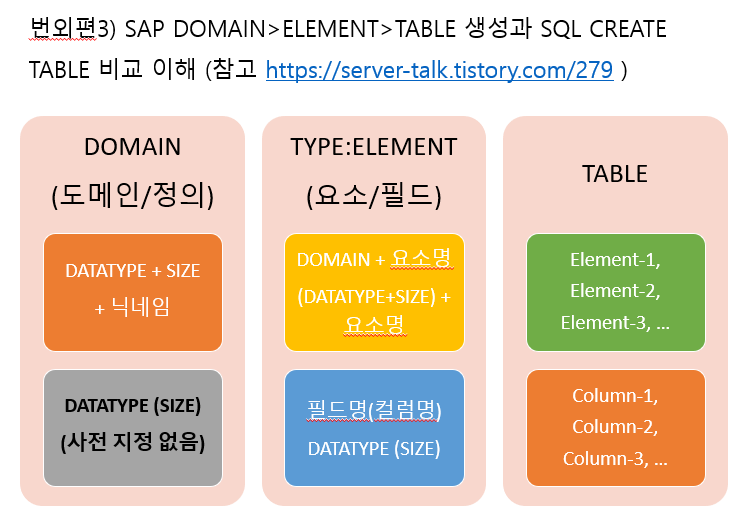 번외편3) SAP DOMAIN>ELEMENT>TABLE 생성과 SQL CREATE
TABLE 비교 이해 (참고 https://server-talk.tistory.com/279 )
DOMAIN
(도메인/정의)
DATATYPE + SIZE
+ 닉네임
DATATYPE (SIZE)
(사전 지정 없음)
TYPE:ELEMENT
(요소/필드)
DOMAIN + 요소명
(DATATYPE+SIZE) +
요소명
필드명(컬럼명)
DATATYPE (SIZE)
TABLE
Element-1,
Element-2,
Element-3, ...
Column-1,
Column-2,
Column-3, ...